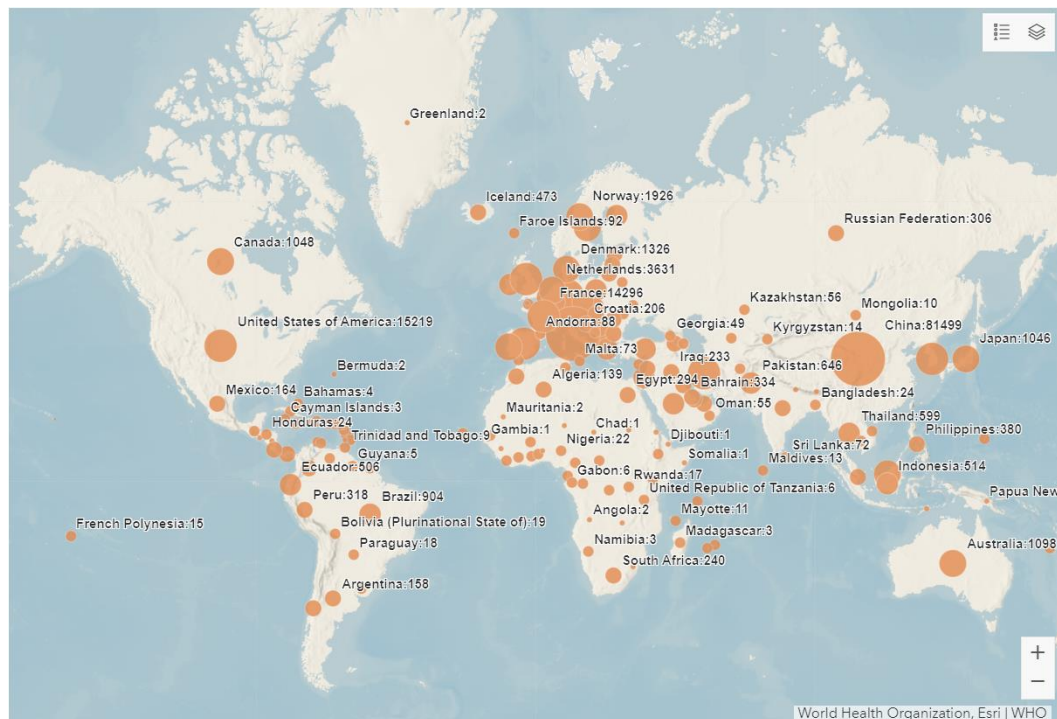 Greenland:2
Iceland:473
Norway:1926
Faroe Islands:92
Russian Federation:306
Canada:1048
Denmark:1326
Netherlands:3631
France:14296
Kazakhstan:56
Mongolia:10
Croatia:206
United States of America:15219
Andorra:88
Georgia:49
Kyrgyzstan:14
China:81499
Japan:1046
Malta:73
Iraq:233
Pakistan:646
Bermuda:2
Algeria:139
Egypt:294
Bahrain:334
Mexico:164
Bahamas:4
Bangladesh:24
Cayman Islands:3
Mauritania:2
Oman:55
Honduras:24
Gambia:1
Chad:1
Thailand:599
Philippines:380
Trinidad and Tobago:9
Nigeria:22
Djibouti:1
Sri Lanka:72
Guyana:5
Somalia:1
Maldives:13
Ecuador:506
Gabon:6
Rwanda:17
Indonesia:514
United Republic of Tanzania:6
Peru:318
Brazil:904
Papua New
Angola:2
Mayotte:11
French Polynesia:15
Bolivia (Plurinational State of):19
Madagascar:3
Paraguay:18
Namibia:3
Australia:1098
South Africa:240
Argentina:158
+
−
World Health Organization, Esri | WHO